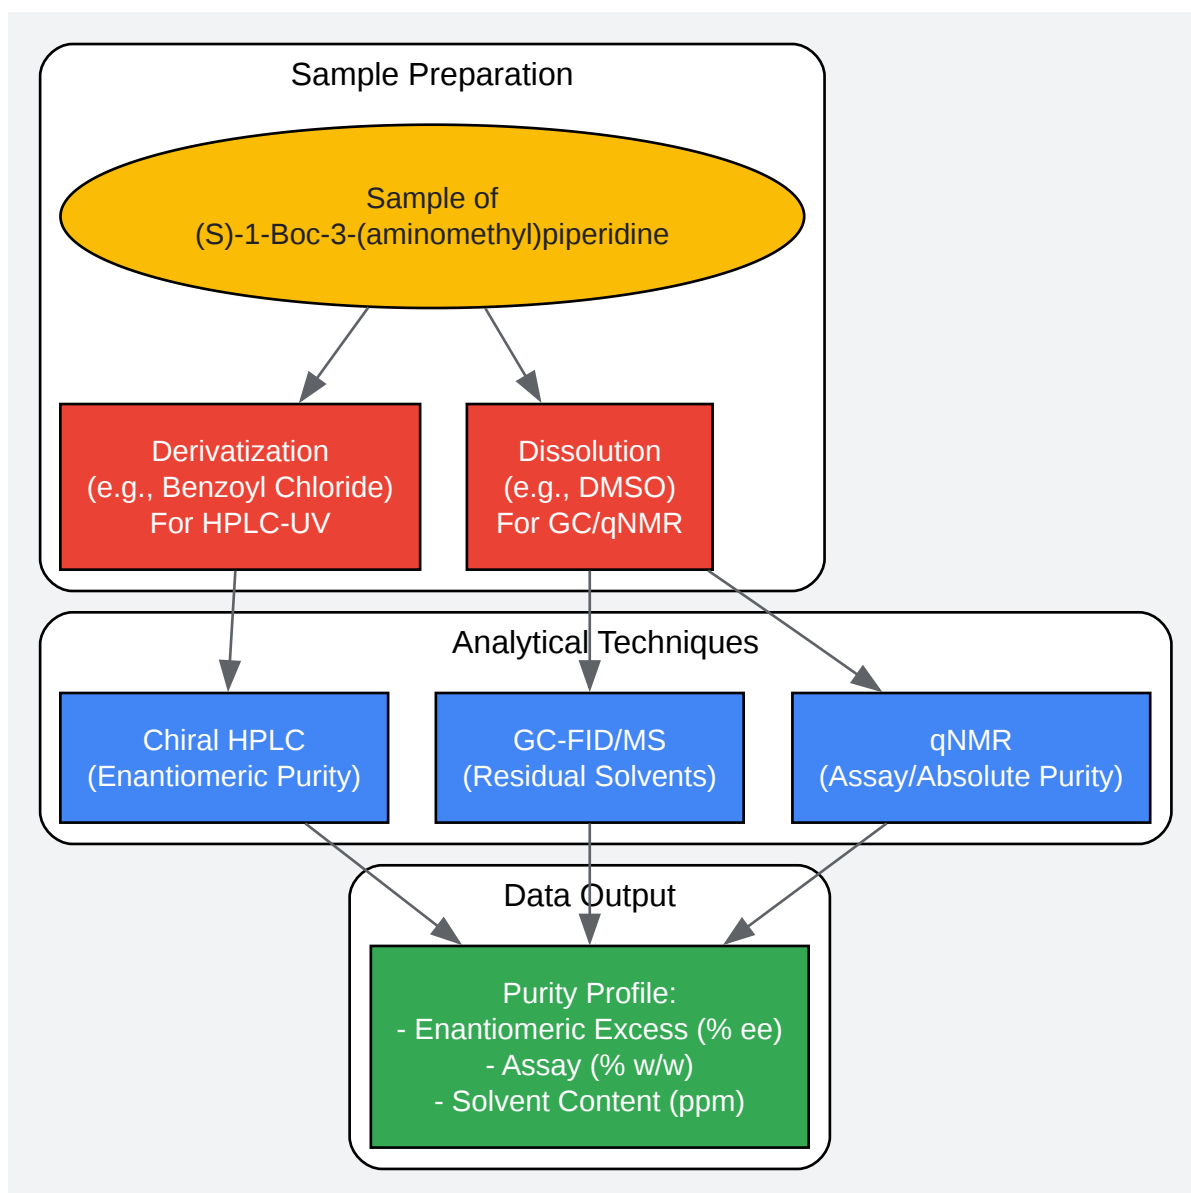 Sample Preparation
Sample of
(S)-1-Boc-3-(aminomethyl)piperidine
Derivatization
(e.g., Benzoyl Chloride)
For HPLC-UV
Dissolution
(e.g., DMSO)
For GC/qNMR
Analytical Techniques
Chiral HPLC
(Enantiomeric Purity)
GC-FID/MS
(Residual Solvents)
qNMR
(Assay/Absolute Purity)
Data Output
Purity Profile:
- Enantiomeric Excess (% ee)
- Assay (% w/w)
- Solvent Content (ppm)